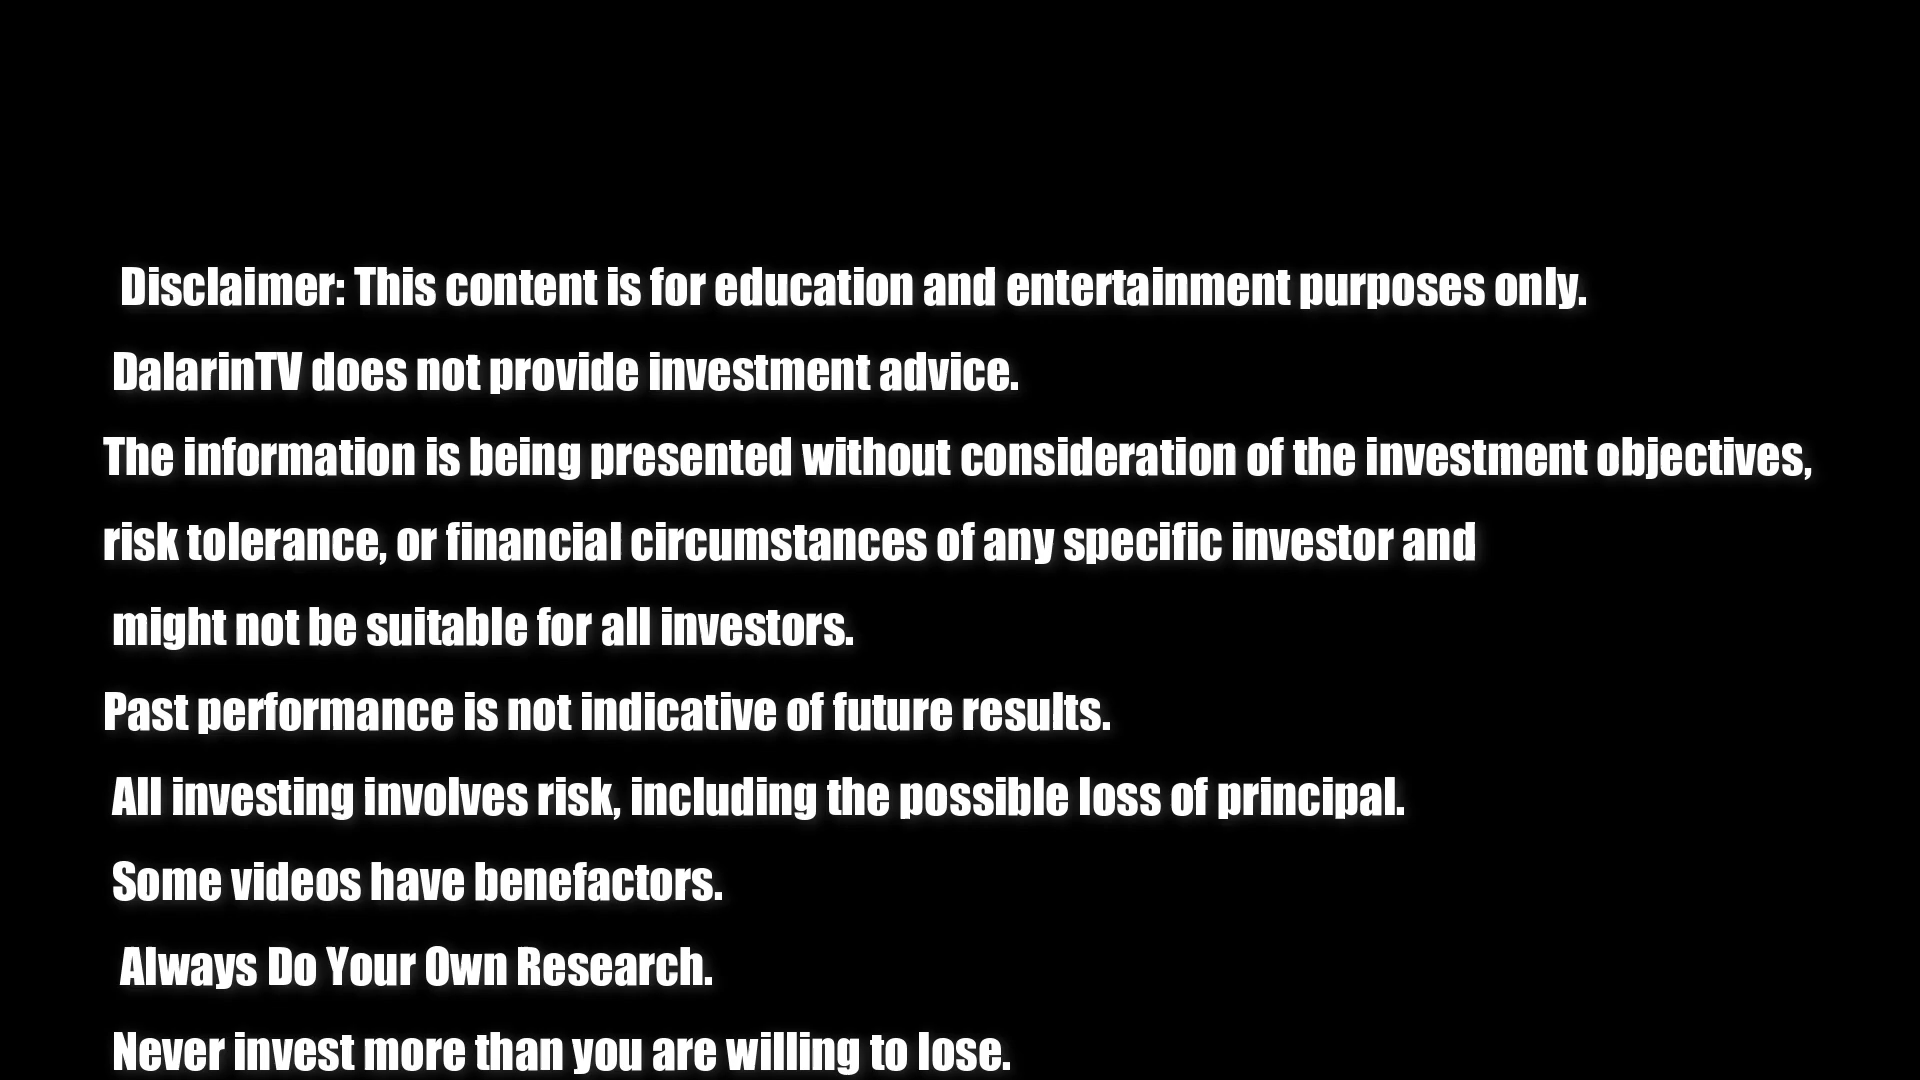 Disclaimer: This content is for education and entertainment purposes only.
DalarinTV does not provide investment advice.
The information is being presented without consideration of the investment objectives,
risk tolerance, or financial circumstances of any specific investor and
might not be suitable for all investors.
Past performance is not indicative of future results.
All investing involves risk, including the possible loss of principal.
Some videos have benefactors.
Always Do Your Own Research.
Never invest more than you are willing to lose.